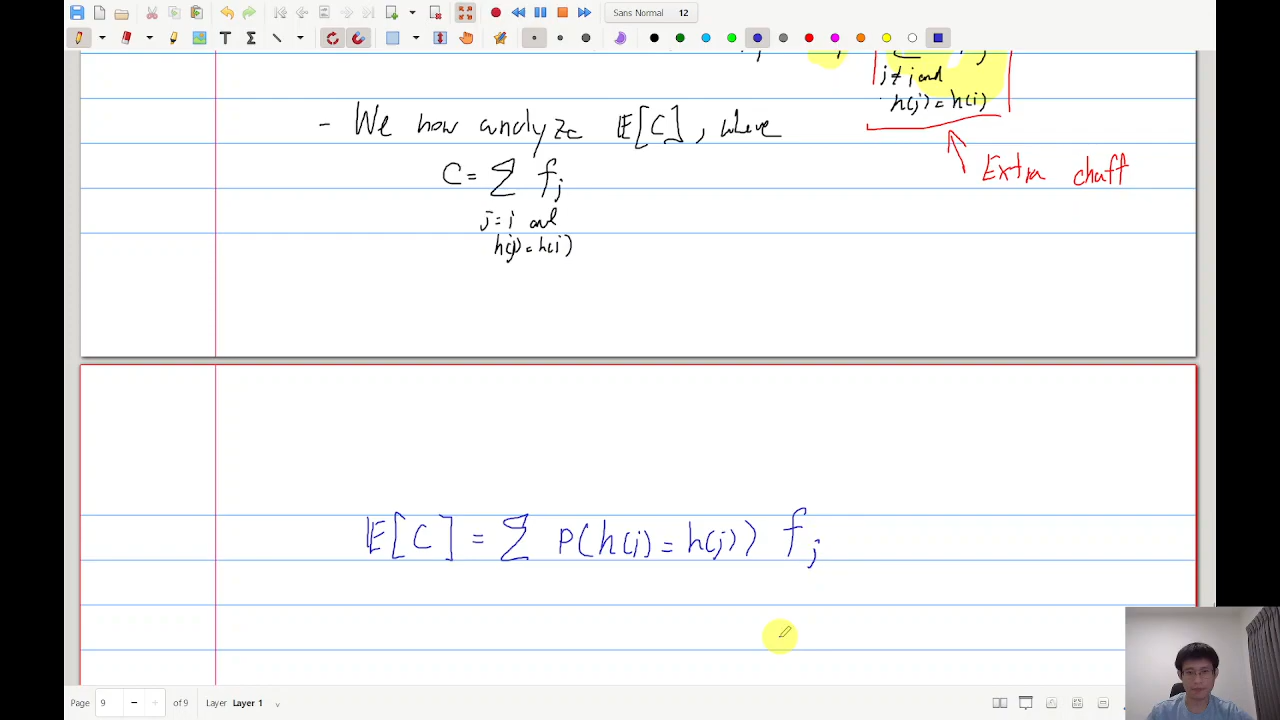 Sans Normal 12
j ≠ i and
h(j) = h(i)
- We now analyze E[C], where
C = Σ f_j
j = i and
h(j) = h(i)
Extra chaff
E[C] = Σ P(h(i) = h(j)) f_j
Page 9 of 9 Layer Layer 1